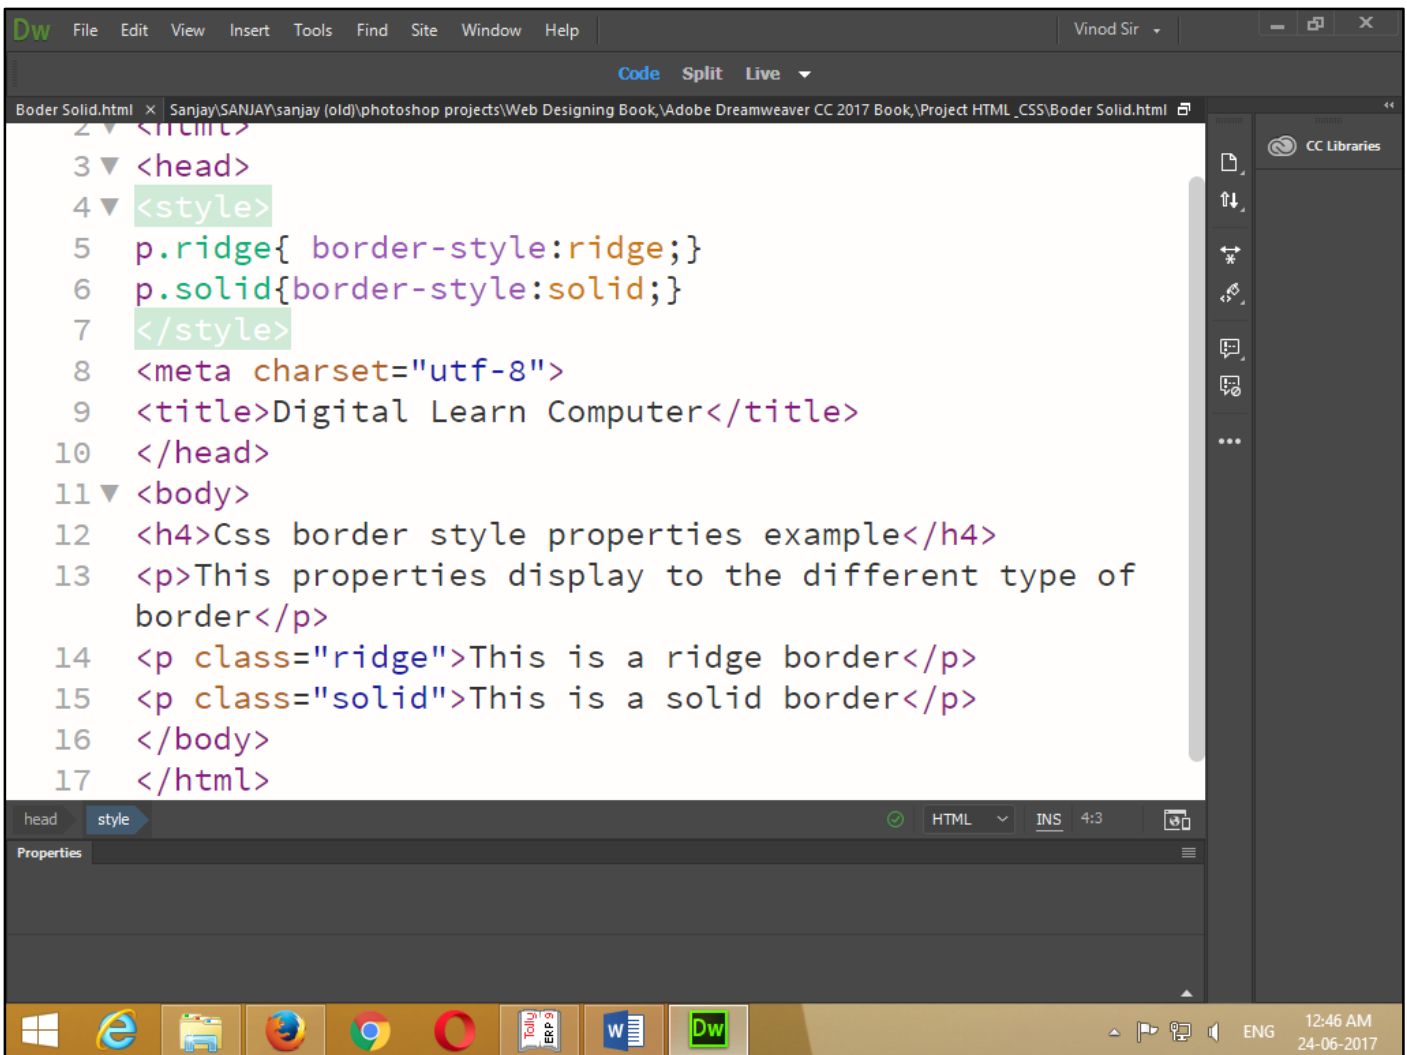 Dw File Edit View Insert Tools Find Site Window Help Vinod Sir
Code Split Live
Boder Solid.html × Sanjay\SANJAY\sanjay (old)\photoshop projects\Web Designing Book,\Adobe Dreamweaver CC 2017 Book,\Project HTML_CSS\Boder Solid.html
CC Libraries
2 <html>
3 <head>
4 <style>
5 p.ridge{ border-style:ridge;}
6 p.solid{border-style:solid;}
7 </style>
8 <meta charset="utf-8">
9 <title>Digital Learn Computer</title>
10 </head>
11 <body>
12 <h4>Css border style properties example</h4>
13 <p>This properties display to the different type of
border</p>
14 <p class="ridge">This is a ridge border</p>
15 <p class="solid">This is a solid border</p>
16 </body>
17 </html>
head style HTML INS 4:3
Properties
Tally ERP 9 W Dw ENG 12:46 AM
24-06-2017